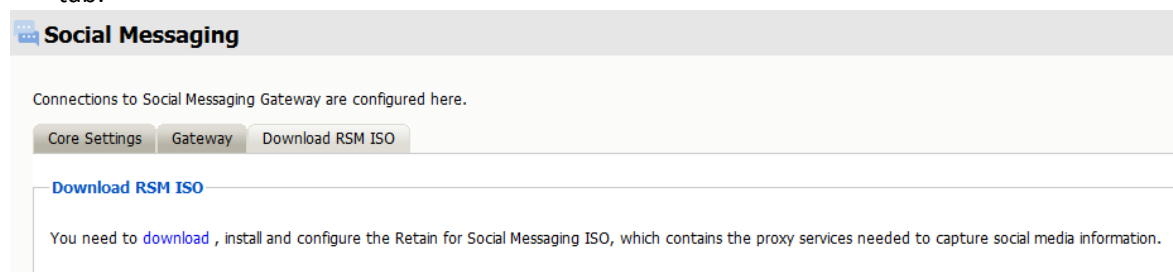 tab.
Social Messaging
Connections to Social Messaging Gateway are configured here.
Core Settings Gateway Download RSM ISO
Download RSM ISO
You need to download , install and configure the Retain for Social Messaging ISO, which contains the proxy services needed to capture social media information.